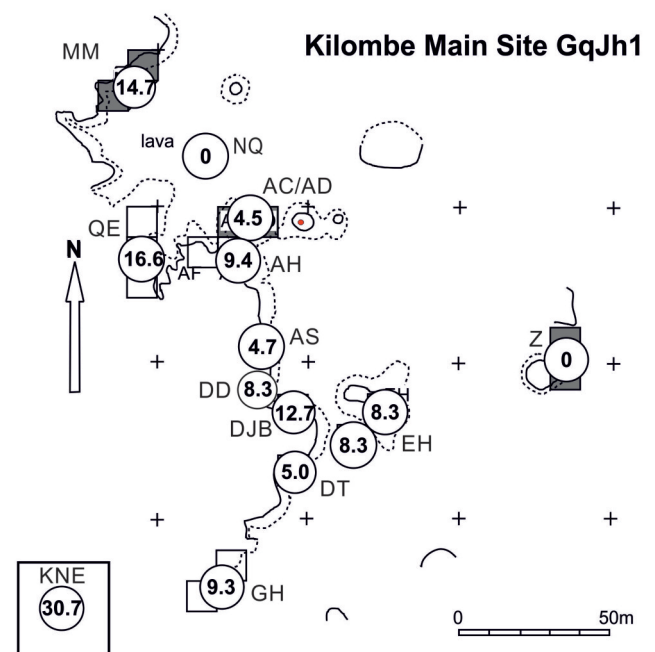 Kilombe Main Site GqJh1
MM
14.7
lava
0
NQ
AC/AD
4.5
QE
16.6
AF
9.4
AH
N
4.7
AS
Z
0
DD
8.3
DJB
12.7
8.3
8.3
EH
5.0
DT
KNE
30.7
9.3
GH
0
50m